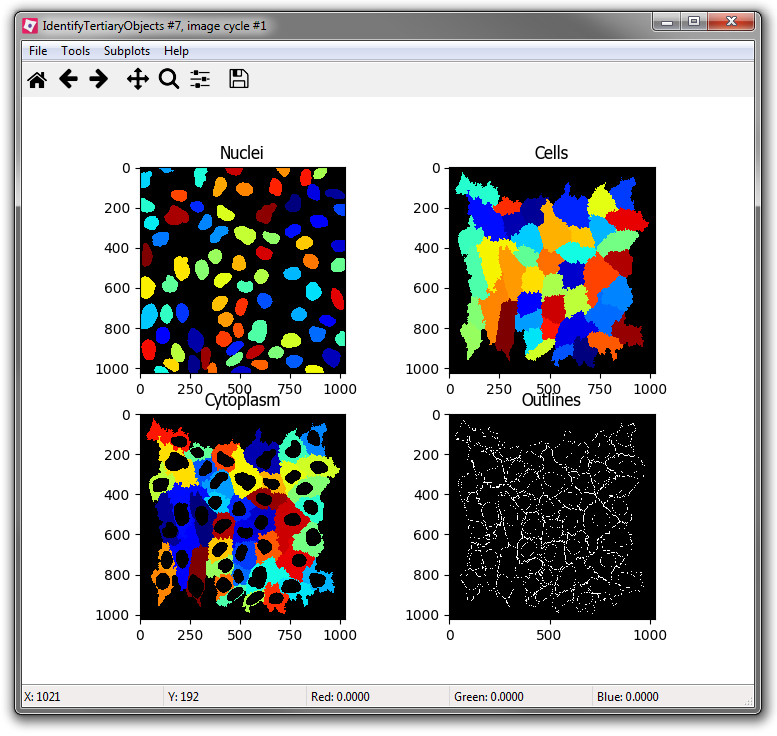 IdentifyTertiaryObjects #7, image cycle #1
File Tools Subplots Help
Nuclei
0
200
400
600
800
1000
0 250 500 750 1000
Cells
0
200
400
600
800
1000
0 250 500 750 1000
Cytoplasm
0
200
400
600
800
1000
0 250 500 750 1000
Outlines
0
200
400
600
800
1000
0 500 1000
X: 1021 Y: 192 Red: 0.0000 Green: 0.0000 Blue: 0.0000